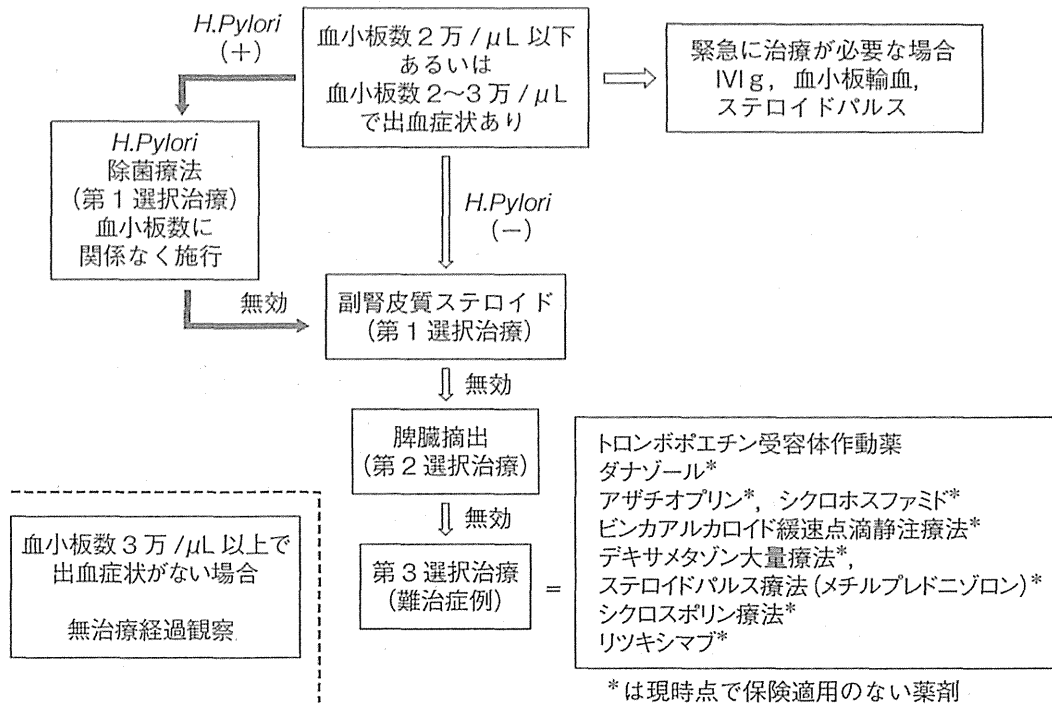 H.Pylori
(＋)
血小板数2万/μL以下
あるいは
血小板数2〜3万/μL
で出血症状あり
緊急に治療が必要な場合
IVIg，血小板輸血，
ステロイドパルス
H.Pylori
除菌療法
(第1選択治療)
血小板数に
関係なく施行
H.Pylori
(－)
無効
副腎皮質ステロイド
(第1選択治療)
無効
脾臓摘出
(第2選択治療)
無効
第3選択治療
(難治症例)
=
トロンボポエチン受容体作動薬
ダナゾール*
アザチオプリン*，シクロホスファミド*
ビンカアルカロイド緩速点滴静注療法*
デキサメタゾン大量療法*，
ステロイドパルス療法(メチルプレドニゾロン)*
シクロスポリン療法*
リツキシマブ*
*は現時点で保険適用のない薬剤
血小板数3万/μL以上で
出血症状がない場合
無治療経過観察